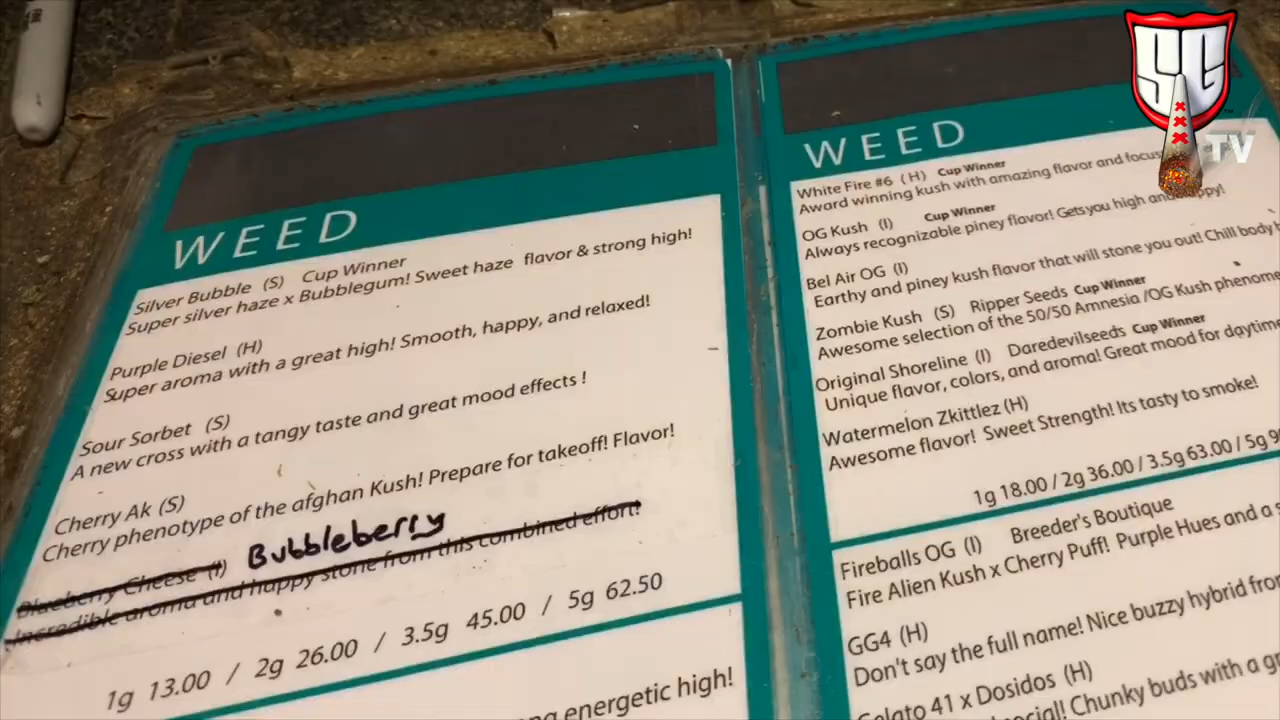 WEED
Silver Bubble (S) Cup Winner
Super silver haze x Bubblegum! Sweet haze flavor & strong high!
Purple Diesel (H)
Super aroma with a great high! Smooth, happy, and relaxed!
Sour Sorbet (S)
A new cross with a tangy taste and great mood effects !
Cherry Ak (S)
Cherry phenotype of the afghan Kush! Prepare for takeoff! Flavor!
Blueberry Cheese (I) Bubbleberry
Incredible aroma and happy stone from this combined effort!
1g 13.00 / 2g 26.00 / 3.5g 45.00 / 5g 62.50
energetic high!
WEED
White Fire #6 (H) Cup Winner
Award winning kush with amazing flavor and focus
OG Kush (I) Cup Winner
Always recognizable piney flavor! Gets you high and happy!
Bel Air OG (I)
Earthy and piney kush flavor that will stone you out! Chill body
Zombie Kush (S) Ripper Seeds Cup Winner
Awesome selection of the 50/50 Amnesia /OG Kush phenome
Original Shoreline (I) Daredevilseeds Cup Winner
Unique flavor, colors, and aroma! Great mood for daytime
Watermelon Zkittlez (H)
Awesome flavor! Sweet Strength! Its tasty to smoke!
1g 18.00 / 2g 36.00 / 3.5g 63.00 / 5g
Fireballs OG (I) Breeder's Boutique
Fire Alien Kush x Cherry Puff! Purple Hues and a
GG4 (H)
Don't say the full name! Nice buzzy hybrid from
Gelato 41 x Dosidos (H)
Chunky buds with a
SG
xxx
TV